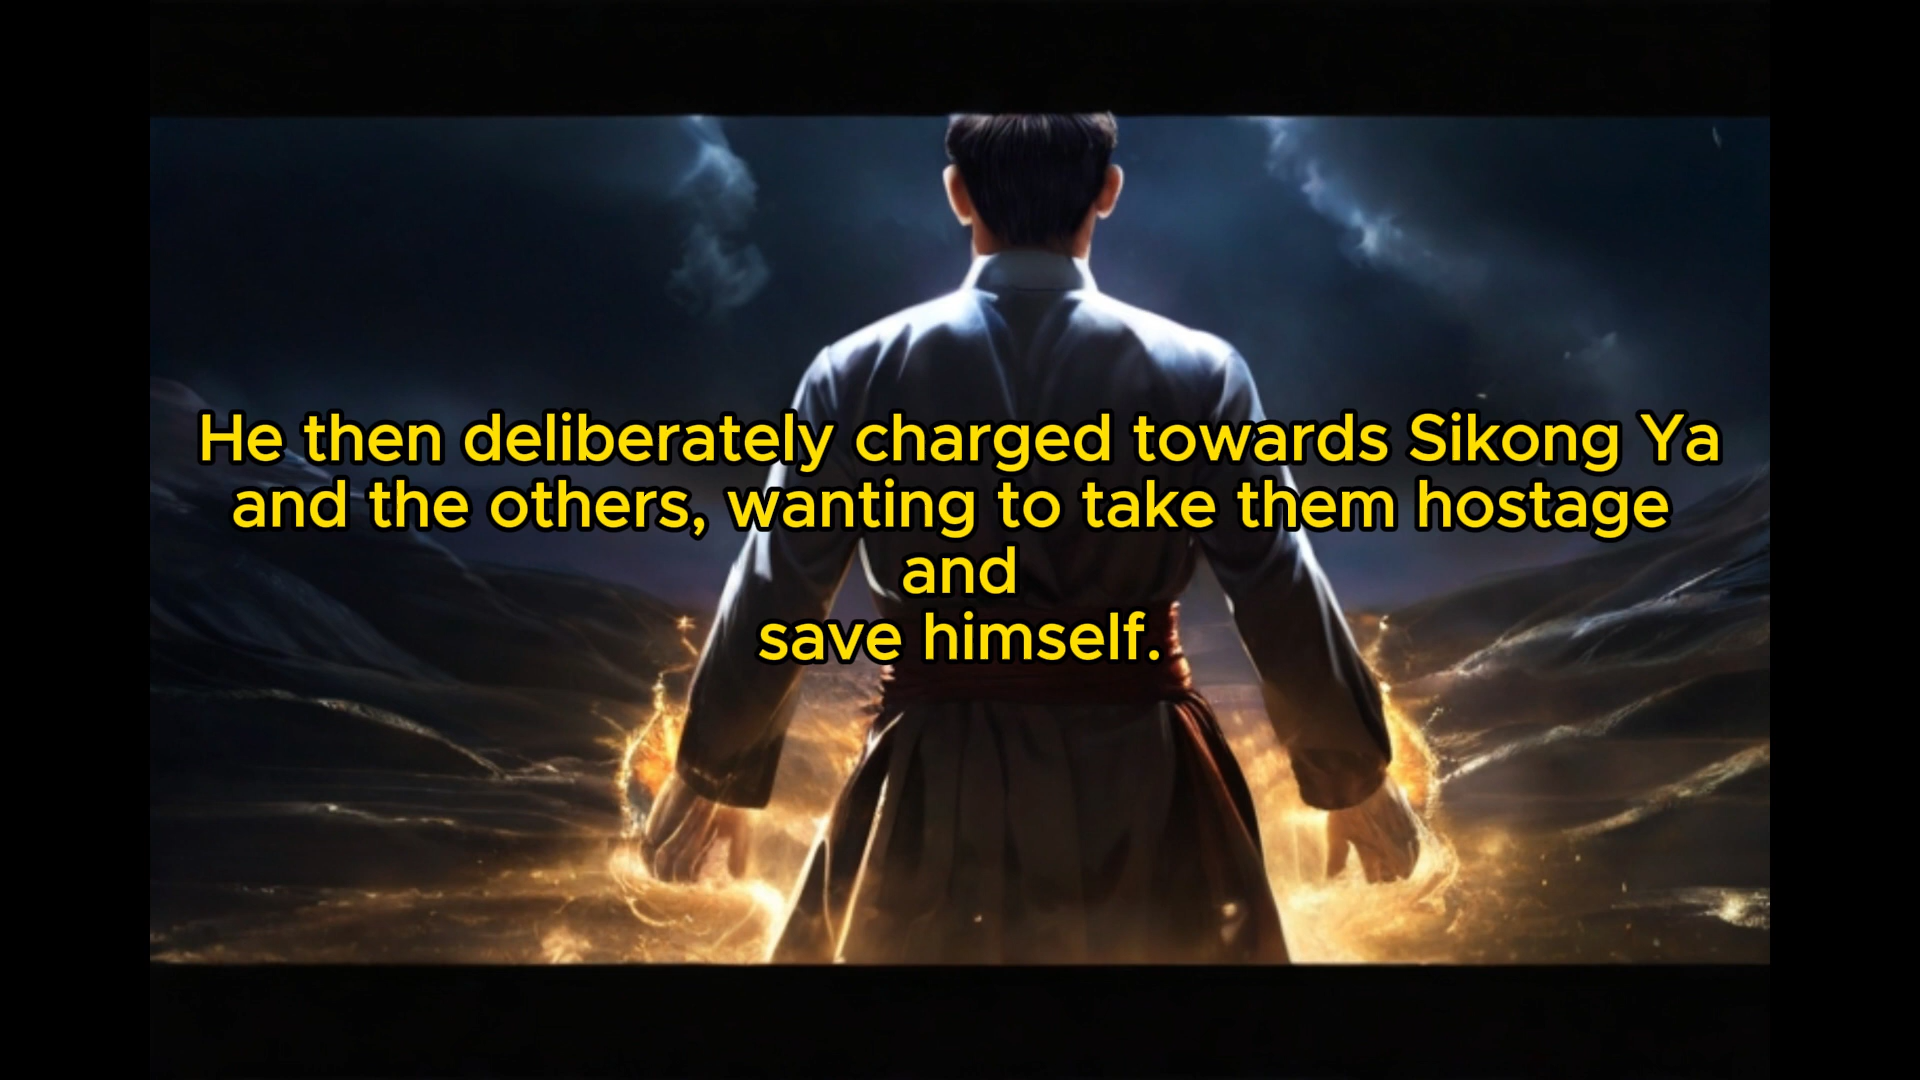 He then deliberately charged towards Sikong Ya
and the others, wanting to take them hostage
and
save himself.